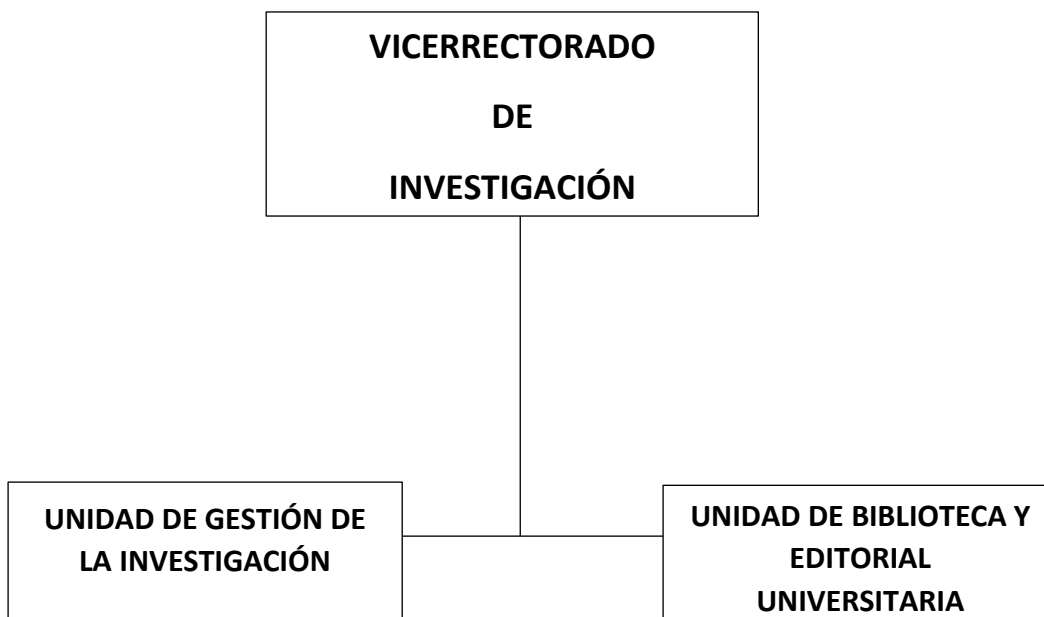 VICERRECTORADO
DE
INVESTIGACIÓN
UNIDAD DE GESTIÓN DE
LA INVESTIGACIÓN
UNIDAD DE BIBLIOTECA Y
EDITORIAL
UNIVERSITARIA